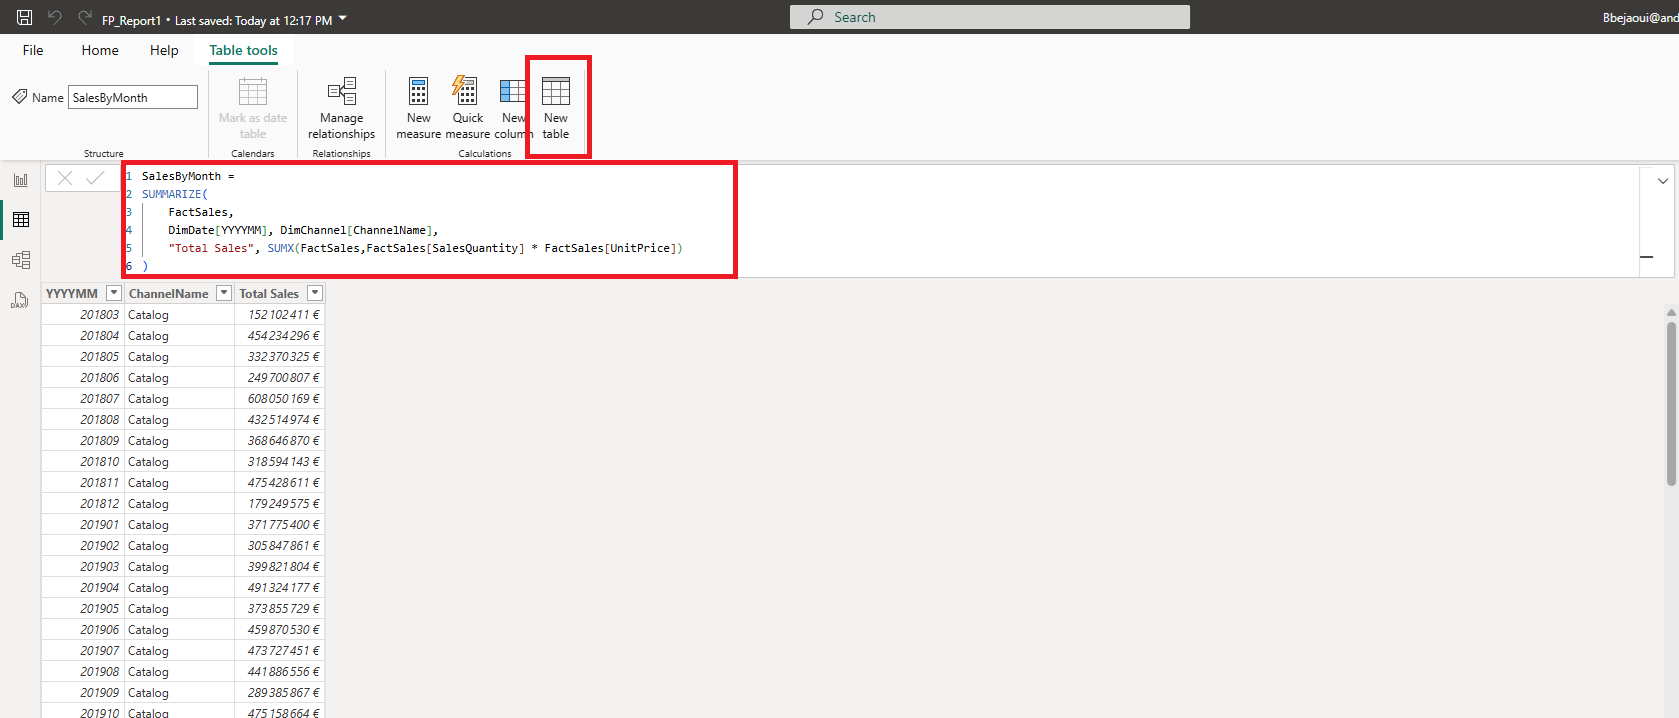 FP_Report1 • Last saved: Today at 12:17 PM
Search
Bbejaoui@and
File Home Help Table tools
Name SalesByMonth
Mark as date table
Manage relationships
New measure
Quick measure
New column
New table
Structure Calendars Relationships Calculations
1 SalesByMonth =
2 SUMMARIZE(
3 FactSales,
4 DimDate[YYYYMM], DimChannel[ChannelName],
5 "Total Sales", SUMX(FactSales,FactSales[SalesQuantity] * FactSales[UnitPrice])
6 )
DAX
YYYYMM ChannelName Total Sales
201803 Catalog 152 102 411 €
201804 Catalog 454 234 296 €
201805 Catalog 332 370 325 €
201806 Catalog 249 700 807 €
201807 Catalog 608 050 169 €
201808 Catalog 432 514 974 €
201809 Catalog 368 646 870 €
201810 Catalog 318 594 143 €
201811 Catalog 475 428 611 €
201812 Catalog 179 249 575 €
201901 Catalog 371 775 400 €
201902 Catalog 305 847 861 €
201903 Catalog 399 821 804 €
201904 Catalog 491 324 177 €
201905 Catalog 373 855 729 €
201906 Catalog 459 870 530 €
201907 Catalog 473 727 451 €
201908 Catalog 441 886 556 €
201909 Catalog 289 385 867 €
201910 Catalog 475 158 664 €